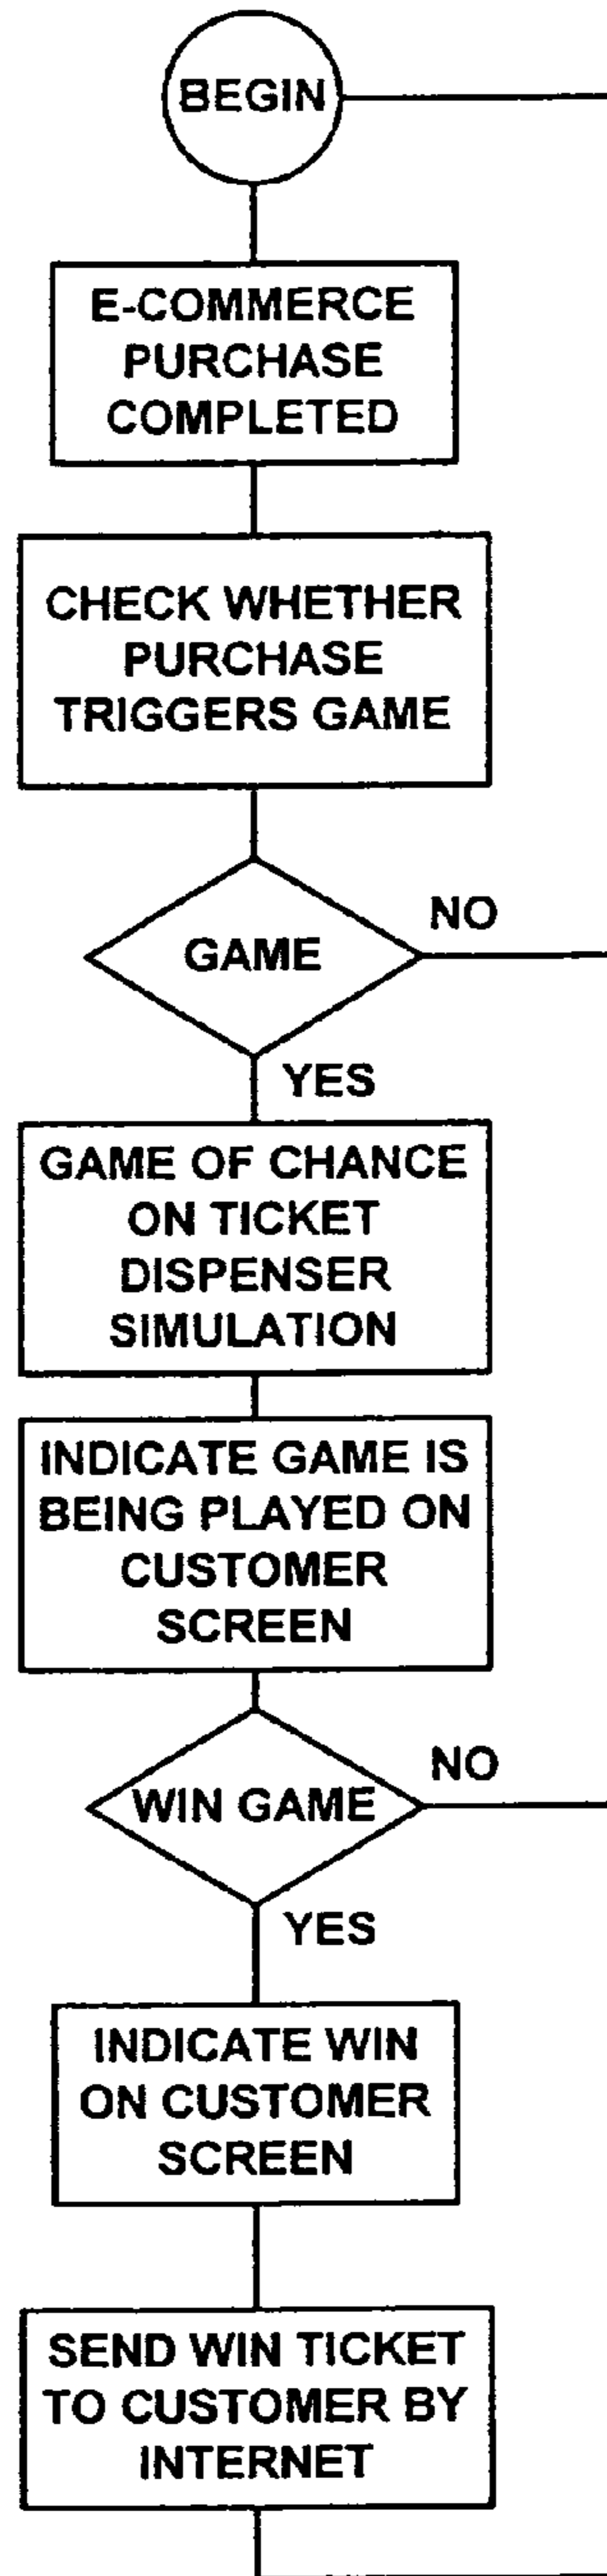 BEGIN
E-COMMERCE
PURCHASE
COMPLETED
CHECK WHETHER
PURCHASE
TRIGGERS GAME
GAME
NO
YES
GAME OF CHANCE
ON TICKET
DISPENSER
SIMULATION
INDICATE GAME IS
BEING PLAYED ON
CUSTOMER
SCREEN
WIN GAME
NO
YES
INDICATE WIN
ON CUSTOMER
SCREEN
SEND WIN TICKET
TO CUSTOMER BY
INTERNET